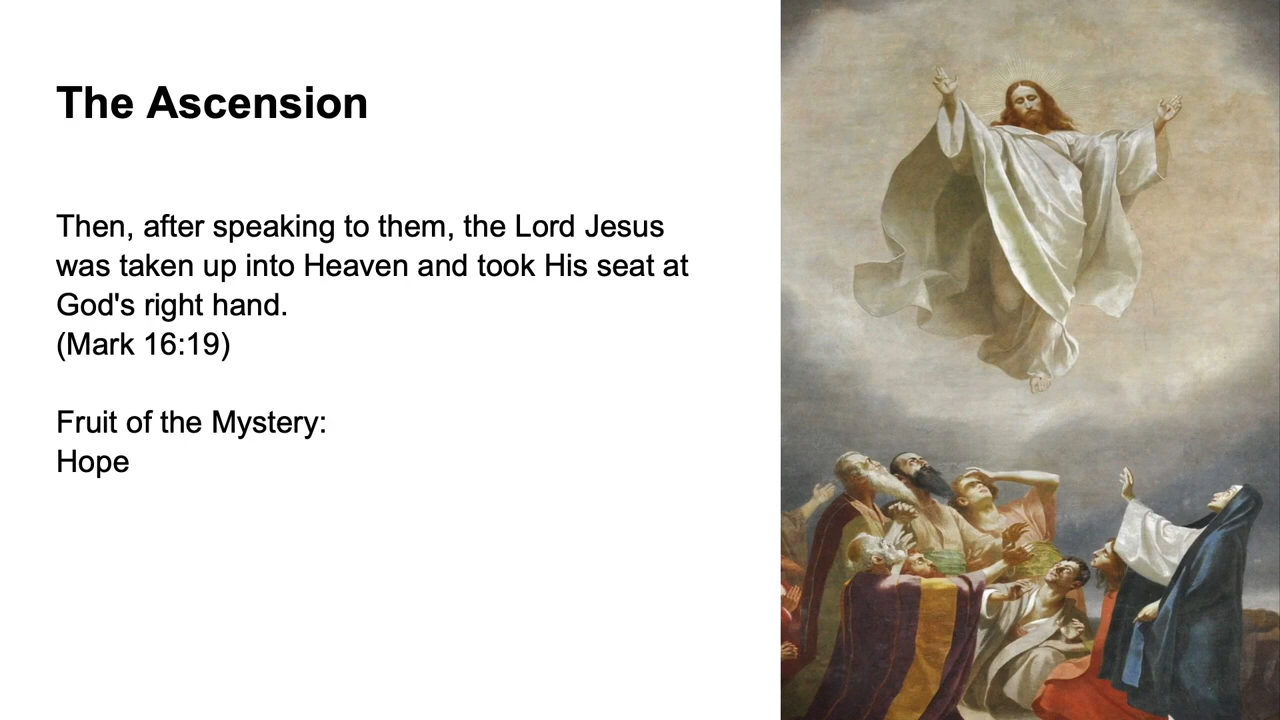 The Ascension
Then, after speaking to them, the Lord Jesus
was taken up into Heaven and took His seat at
God's right hand.
(Mark 16:19)
Fruit of the Mystery:
Hope